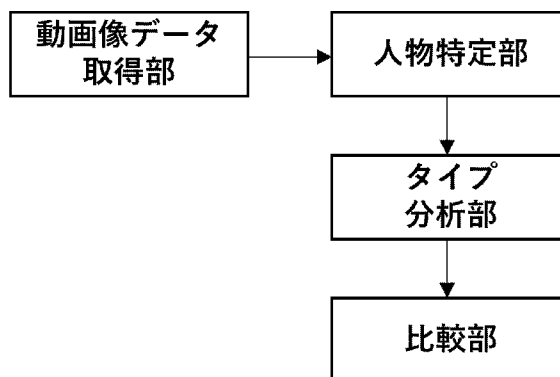 動画像データ
取得部
人物特定部
タイプ
分析部
比較部